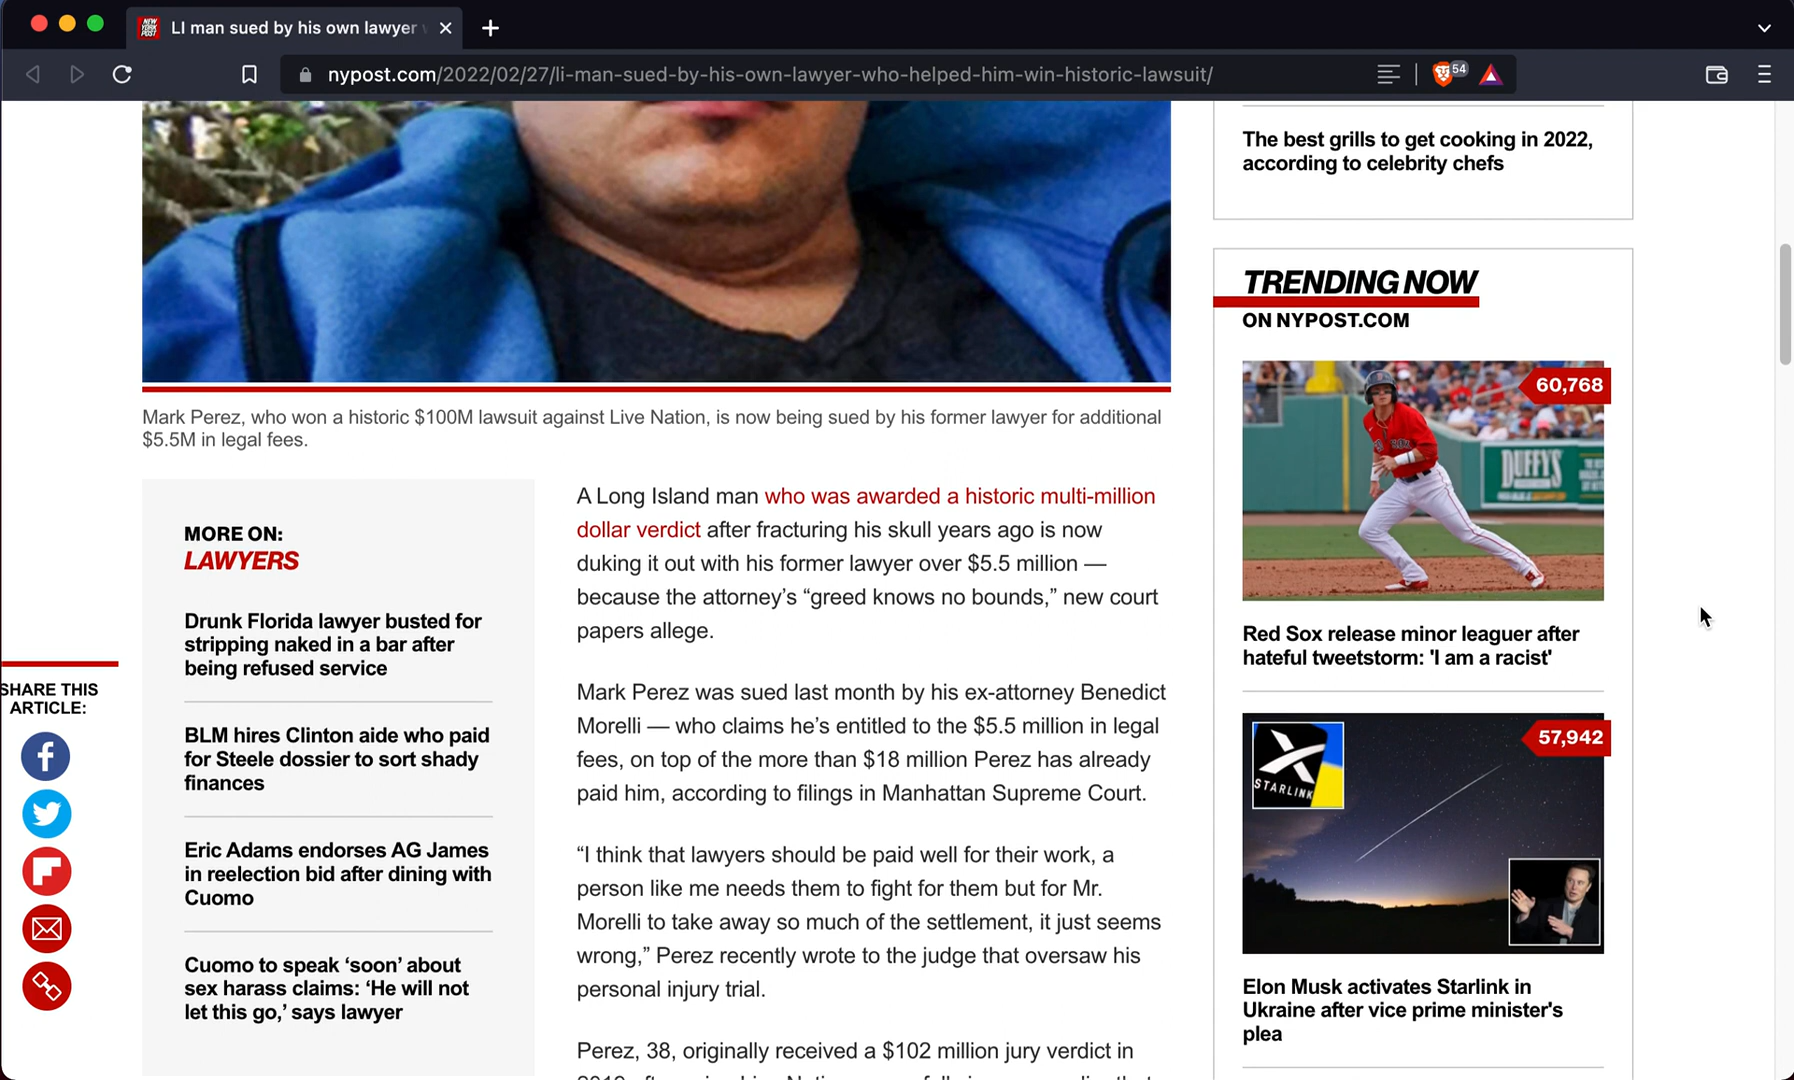 LI man sued by his own lawyer
nypost.com/2022/02/27/li-man-sued-by-his-own-lawyer-who-helped-him-win-historic-lawsuit/
54
Mark Perez, who won a historic $100M lawsuit against Live Nation, is now being sued by his former lawyer for additional
$5.5M in legal fees.
SHARE THIS
ARTICLE:
MORE ON:
LAWYERS
Drunk Florida lawyer busted for
stripping naked in a bar after
being refused service
BLM hires Clinton aide who paid
for Steele dossier to sort shady
finances
Eric Adams endorses AG James
in reelection bid after dining with
Cuomo
Cuomo to speak ‘soon’ about
sex harass claims: ‘He will not
let this go,’ says lawyer
A Long Island man who was awarded a historic multi-million
dollar verdict after fracturing his skull years ago is now
duking it out with his former lawyer over $5.5 million —
because the attorney’s “greed knows no bounds,” new court
papers allege.
Mark Perez was sued last month by his ex-attorney Benedict
Morelli — who claims he’s entitled to the $5.5 million in legal
fees, on top of the more than $18 million Perez has already
paid him, according to filings in Manhattan Supreme Court.
“I think that lawyers should be paid well for their work, a
person like me needs them to fight for them but for Mr.
Morelli to take away so much of the settlement, it just seems
wrong,” Perez recently wrote to the judge that oversaw his
personal injury trial.
Perez, 38, originally received a $102 million jury verdict in
The best grills to get cooking in 2022,
according to celebrity chefs
TRENDING NOW
ON NYPOST.COM
60,768
DUFFY'S
Red Sox release minor leaguer after
hateful tweetstorm: 'I am a racist'
57,942
STARLINK
Elon Musk activates Starlink in
Ukraine after vice prime minister's
plea